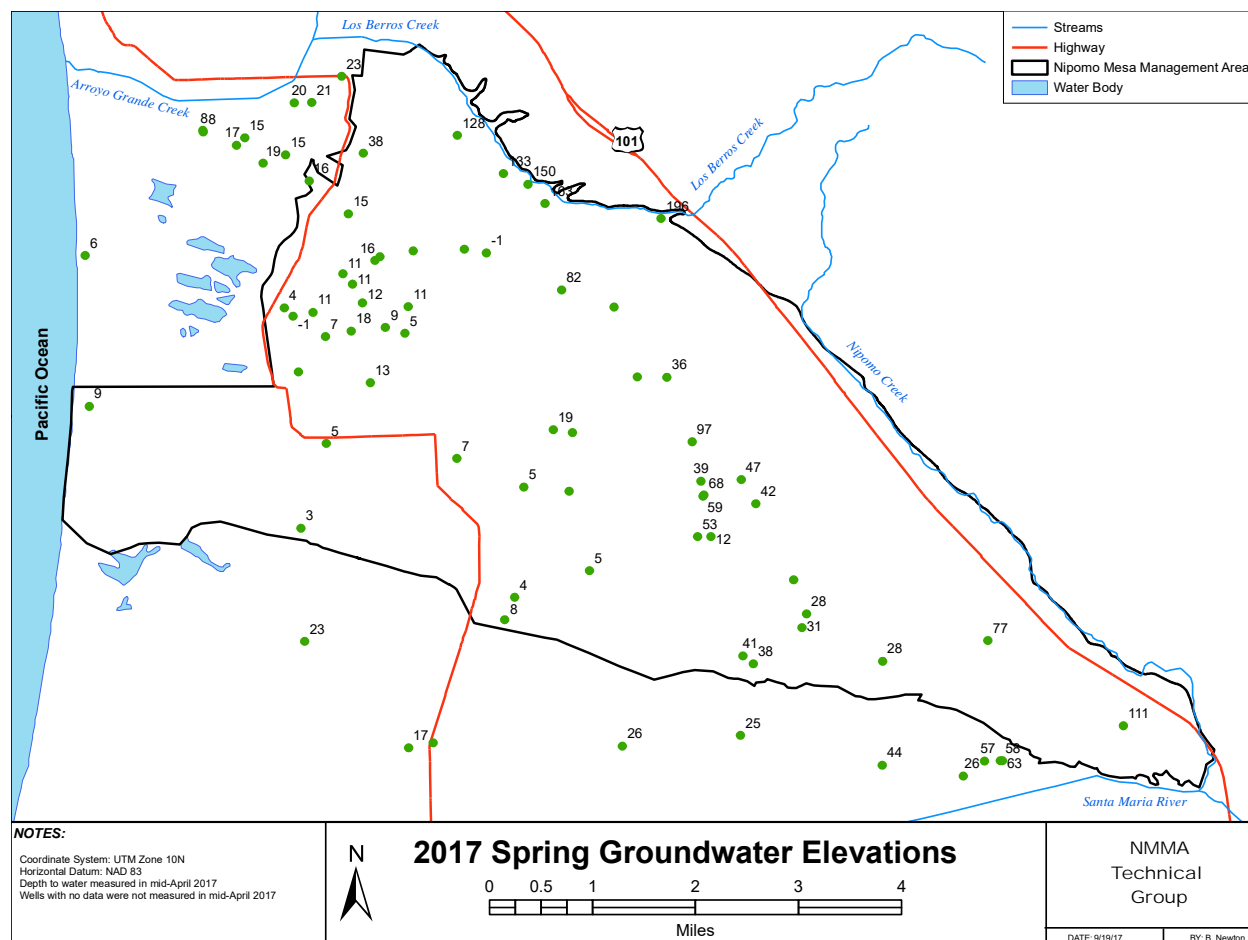 Los Berros Creek
Streams
Highway
Nipomo Mesa Management Area
Water Body
23
Arroyo Grande Creek
20 21
88
17 15
128
101
19 15
38
Los Berros Creek
133
150
163
16
15
196
6
16
-1
11
11
82
4
11
12
11
-1
7
18
9
5
13
36
Nipomo Creek
Pacific Ocean
9
5
19
97
7
5
39
47
68
42
59
3
53
12
5
4
8
28
31
23
77
41
38
28
111
17
26
25
44
57
58
26
63
Santa Maria River
NOTES:
Coordinate System: UTM Zone 10N
Horizontal Datum: NAD 83
Depth to water measured in mid-April 2017
Wells with no data were not measured in mid-April 2017
N
2017 Spring Groundwater Elevations
0 0.5 1 2 3 4
Miles
NMMA
Technical
Group
DATE: 9/19/17 BY: B. Newton